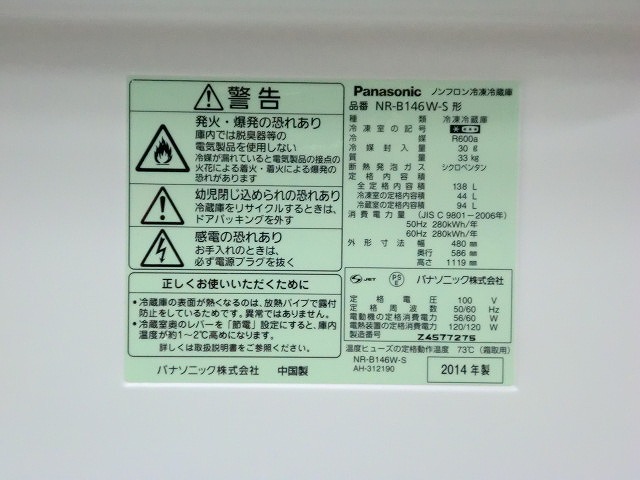 警告
発火・爆発の恐れあり
庫内では脱臭器等の
電気製品を使用しない
冷媒が漏れていると電気製品の接点の
火花による着火・着火による爆発の
恐れがあります
幼児閉じ込められの恐れあり
冷蔵庫をリサイクルするときは、
ドアパッキングを外す
感電の恐れあり
お手入れのときは、
必ず電源プラグを抜く
正しくお使いいただくために
・冷蔵庫の表面が熱くなるのは、放熱パイプで露付
防止をしているためです。異常ではありません。
・冷蔵室奥のレバーを「節電」設定にすると、庫内
温度が約1～2℃高めになります。
詳しくは取扱説明書をご参照ください。
パナソニック株式会社 中国製
Panasonic ノンフロン冷凍冷蔵庫
品番 NR-B146W-S 形
種類 冷凍冷蔵庫
冷凍室の記号
冷媒 R600a
冷媒封入量 30 g
質量 33 kg
断熱発泡ガス シクロペンタン
定格内容積
全定格内容積 138 L
冷凍室の定格内容積 44 L
冷蔵室の定格内容積 94 L
消費電力量 (JIS C 9801-2006年)
50Hz 280kWh/年
60Hz 280kWh/年
外形寸法 幅 480 mm
奥行 586 mm
高さ 1119 mm
JET PS E パナソニック株式会社
定格電圧 100 V
定格周波数 50/60 Hz
電動機の定格消費電力 56/60 W
電熱装置の定格消費電力 120/120 W
製造番号 Z4577275
温度ヒューズの定格動作温度 73℃ (霜取用)
NR-B146W-S
AH-312190
2014 年製